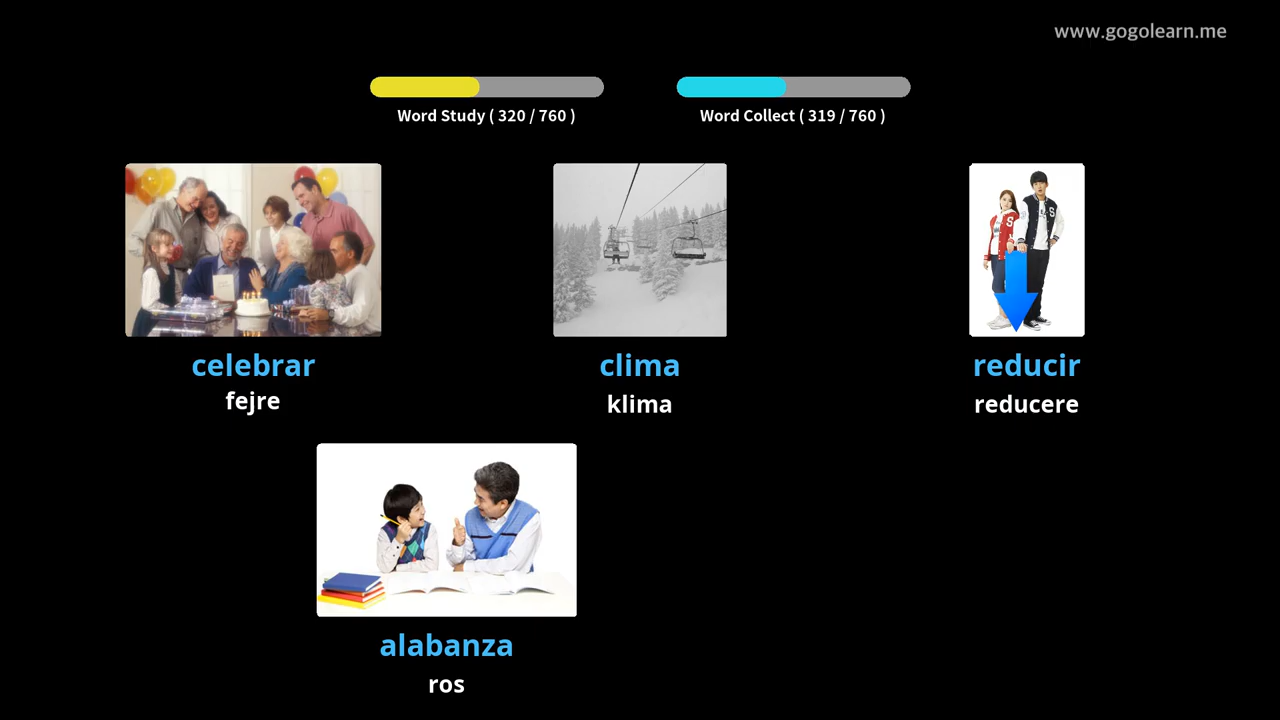 www.gogolearn.me
Word Study ( 320 / 760 )
Word Collect ( 319 / 760 )
celebrar
fejre
clima
klima
reducir
reducere
alabanza
ros